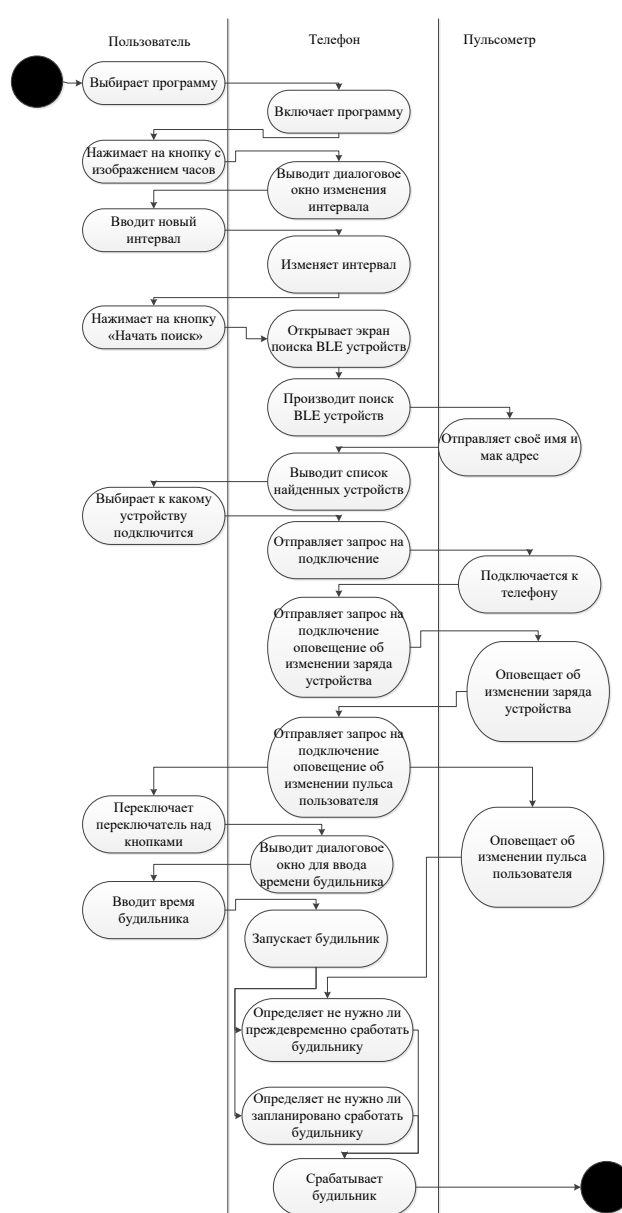 Пользователь
Телефон
Пульсометр
Выбирает программу
Включает программу
Нажимает на кнопку с
изображением часов
Выводит диалоговое
окно изменения
интервала
Вводит новый
интервал
Изменяет интервал
Нажимает на кнопку
«Начать поиск»
Открывает экран
поиска BLE устройств
Производит поиск
BLE устройств
Отправляет своё имя и
мак адрес
Выводит список
найденных устройств
Выбирает к какому
устройству
подключится
Отправляет запрос на
подключение
Подключается к
телефону
Отправляет запрос на
подключение
оповещение об
изменении заряда
устройства
Оповещает об
изменении заряда
устройства
Отправляет запрос на
подключение
оповещение об
изменении пульса
пользователя
Переключает
переключатель над
кнопками
Оповещает об
изменении пульса
пользователя
Выводит диалоговое
окно для ввода
времени будильника
Вводит время
будильника
Запускает будильник
Определяет не нужно ли
преждевременно сработать
будильнику
Определяет не нужно ли
запланировано сработать
будильнику
Срабатывает
будильник